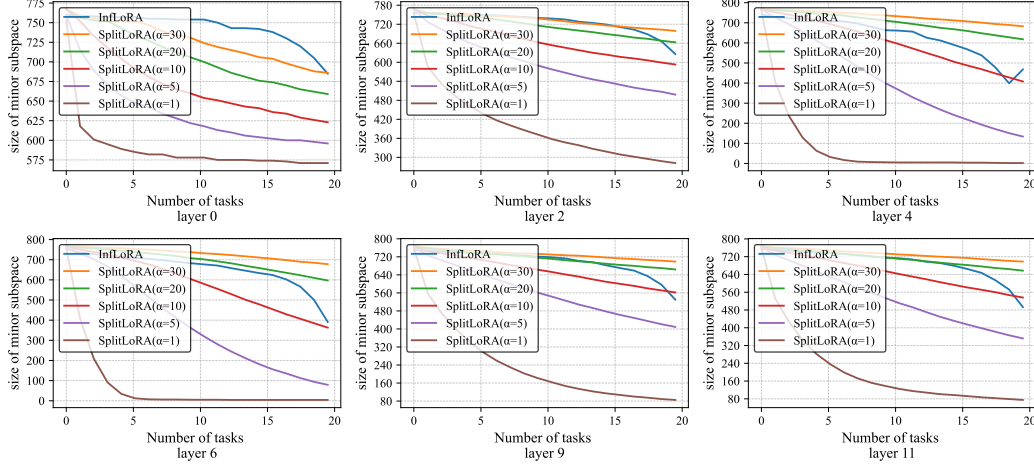 size of minor subspace
775
750
725
700
675
650
625
600
575
InfLoRA
SplitLoRA(α=30)
SplitLoRA(α=20)
SplitLoRA(α=10)
SplitLoRA(α=5)
SplitLoRA(α=1)
0 5 10 15 20
Number of tasks
layer 0
size of minor subspace
780
720
660
600
540
480
420
360
300
InfLoRA
SplitLoRA(α=30)
SplitLoRA(α=20)
SplitLoRA(α=10)
SplitLoRA(α=5)
SplitLoRA(α=1)
0 5 10 15 20
Number of tasks
layer 2
size of minor subspace
800
700
600
500
400
300
200
100
0
InfLoRA
SplitLoRA(α=30)
SplitLoRA(α=20)
SplitLoRA(α=10)
SplitLoRA(α=5)
SplitLoRA(α=1)
0 5 10 15 20
Number of tasks
layer 4
size of minor subspace
800
700
600
500
400
300
200
100
0
InfLoRA
SplitLoRA(α=30)
SplitLoRA(α=20)
SplitLoRA(α=10)
SplitLoRA(α=5)
SplitLoRA(α=1)
0 5 10 15 20
Number of tasks
layer 6
size of minor subspace
800
720
640
560
480
400
320
240
160
80
InfLoRA
SplitLoRA(α=30)
SplitLoRA(α=20)
SplitLoRA(α=10)
SplitLoRA(α=5)
SplitLoRA(α=1)
0 5 10 15 20
Number of tasks
layer 9
size of minor subspace
800
720
640
560
480
400
320
240
160
80
InfLoRA
SplitLoRA(α=30)
SplitLoRA(α=20)
SplitLoRA(α=10)
SplitLoRA(α=5)
SplitLoRA(α=1)
0 5 10 15 20
Number of tasks
layer 11